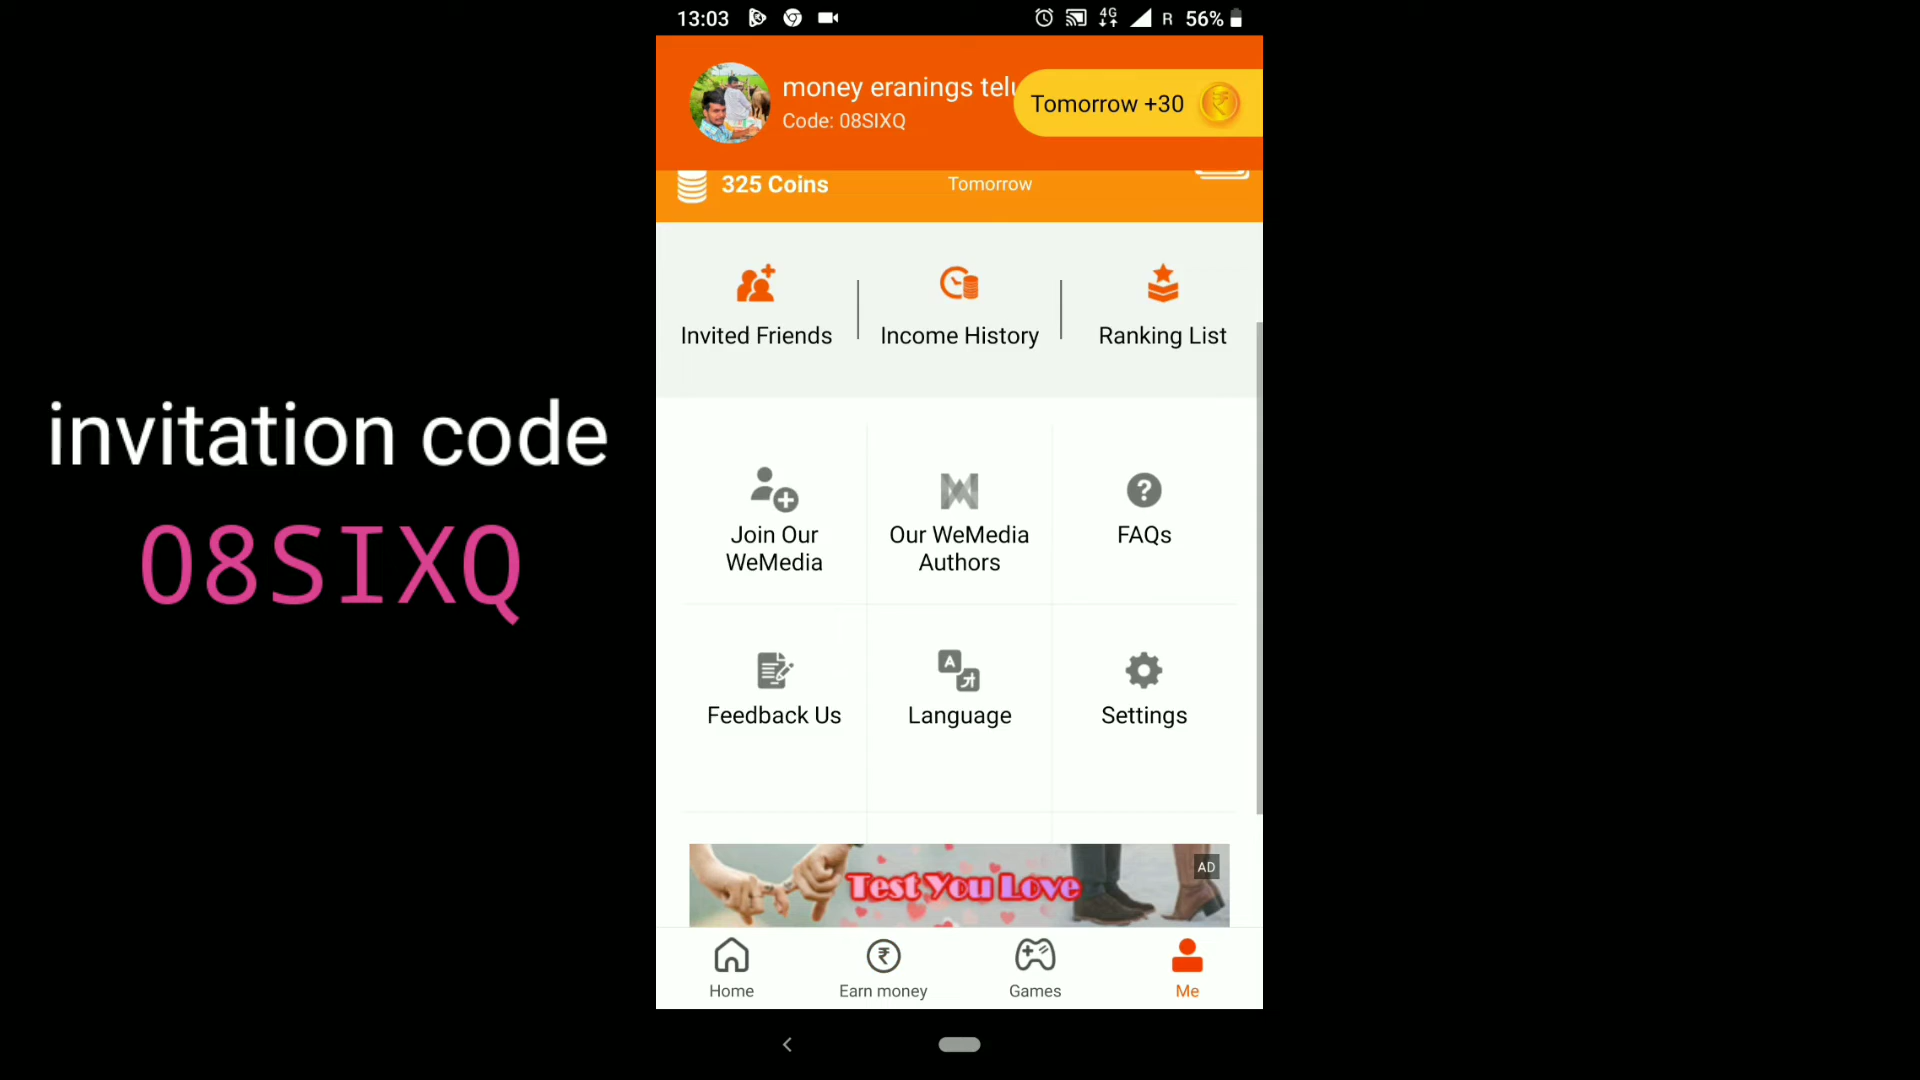 13:03
4G
R 56%
money eranings telu
Code: 08SIXQ
Tomorrow +30
325 Coins
Tomorrow
Invited Friends
Income History
Ranking List
invitation code
08SIXQ
Join Our
WeMedia
Our WeMedia
Authors
FAQs
Feedback Us
Language
Settings
Test You Love
AD
Home
Earn money
Games
Me